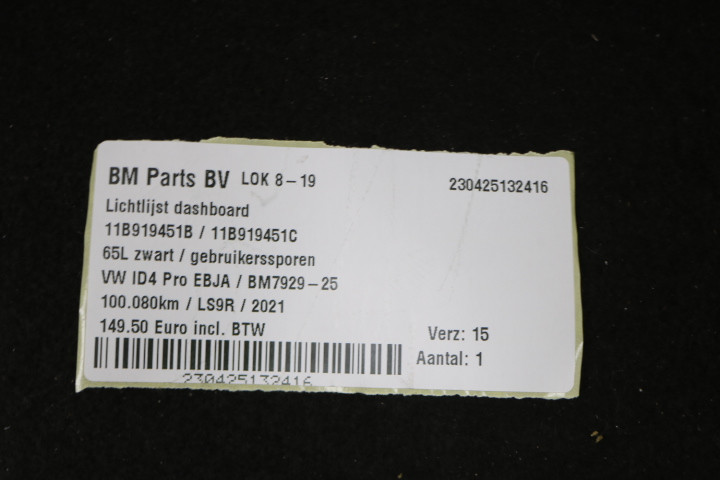 BM Parts BV LOK 8-19 230425132416
Lichtlijst dashboard
11B919451B / 11B919451C
65L zwart / gebruikerssporen
VW ID4 Pro EBJA / BM7929-25
100.080km / LS9R / 2021
149.50 Euro incl. BTW
Verz: 15
Aantal: 1
230425132416